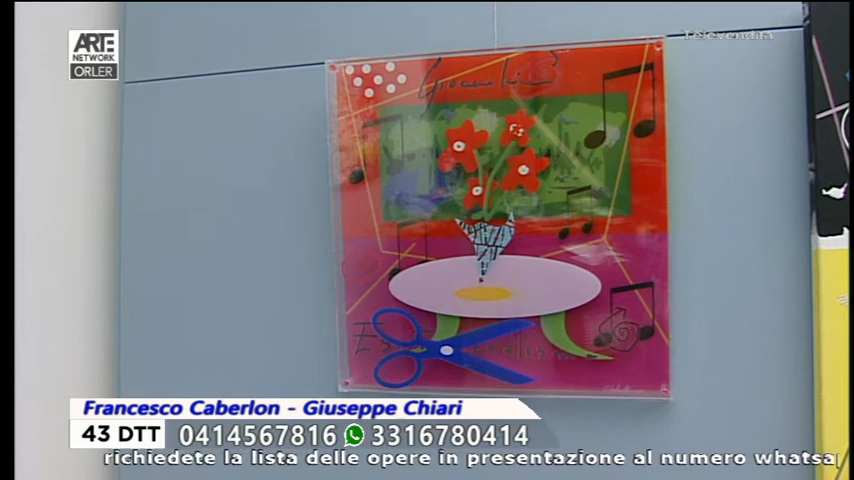 ARTE
NETWORK
ORLER
Televendita
Francesco Caberlon - Giuseppe Chiari
43 DTT 0414567816 3316780414
richiedete la lista delle opere in presentazione al numero whatsap